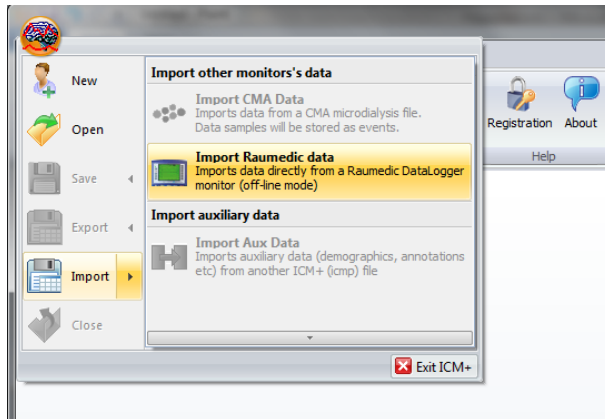 New
Open
Save
Export
Import
Close
Import other monitors's data
Import CMA Data
Imports data from a CMA microdialysis file.
Data samples will be stored as events.
Import Raumedic data
Imports data directly from a Raumedic DataLogger
monitor (off-line mode)
Import auxiliary data
Import Aux Data
Imports auxiliary data (demographics, annotations
etc) from another ICM+ (icmp) file
Exit ICM+
Registration
About
Help